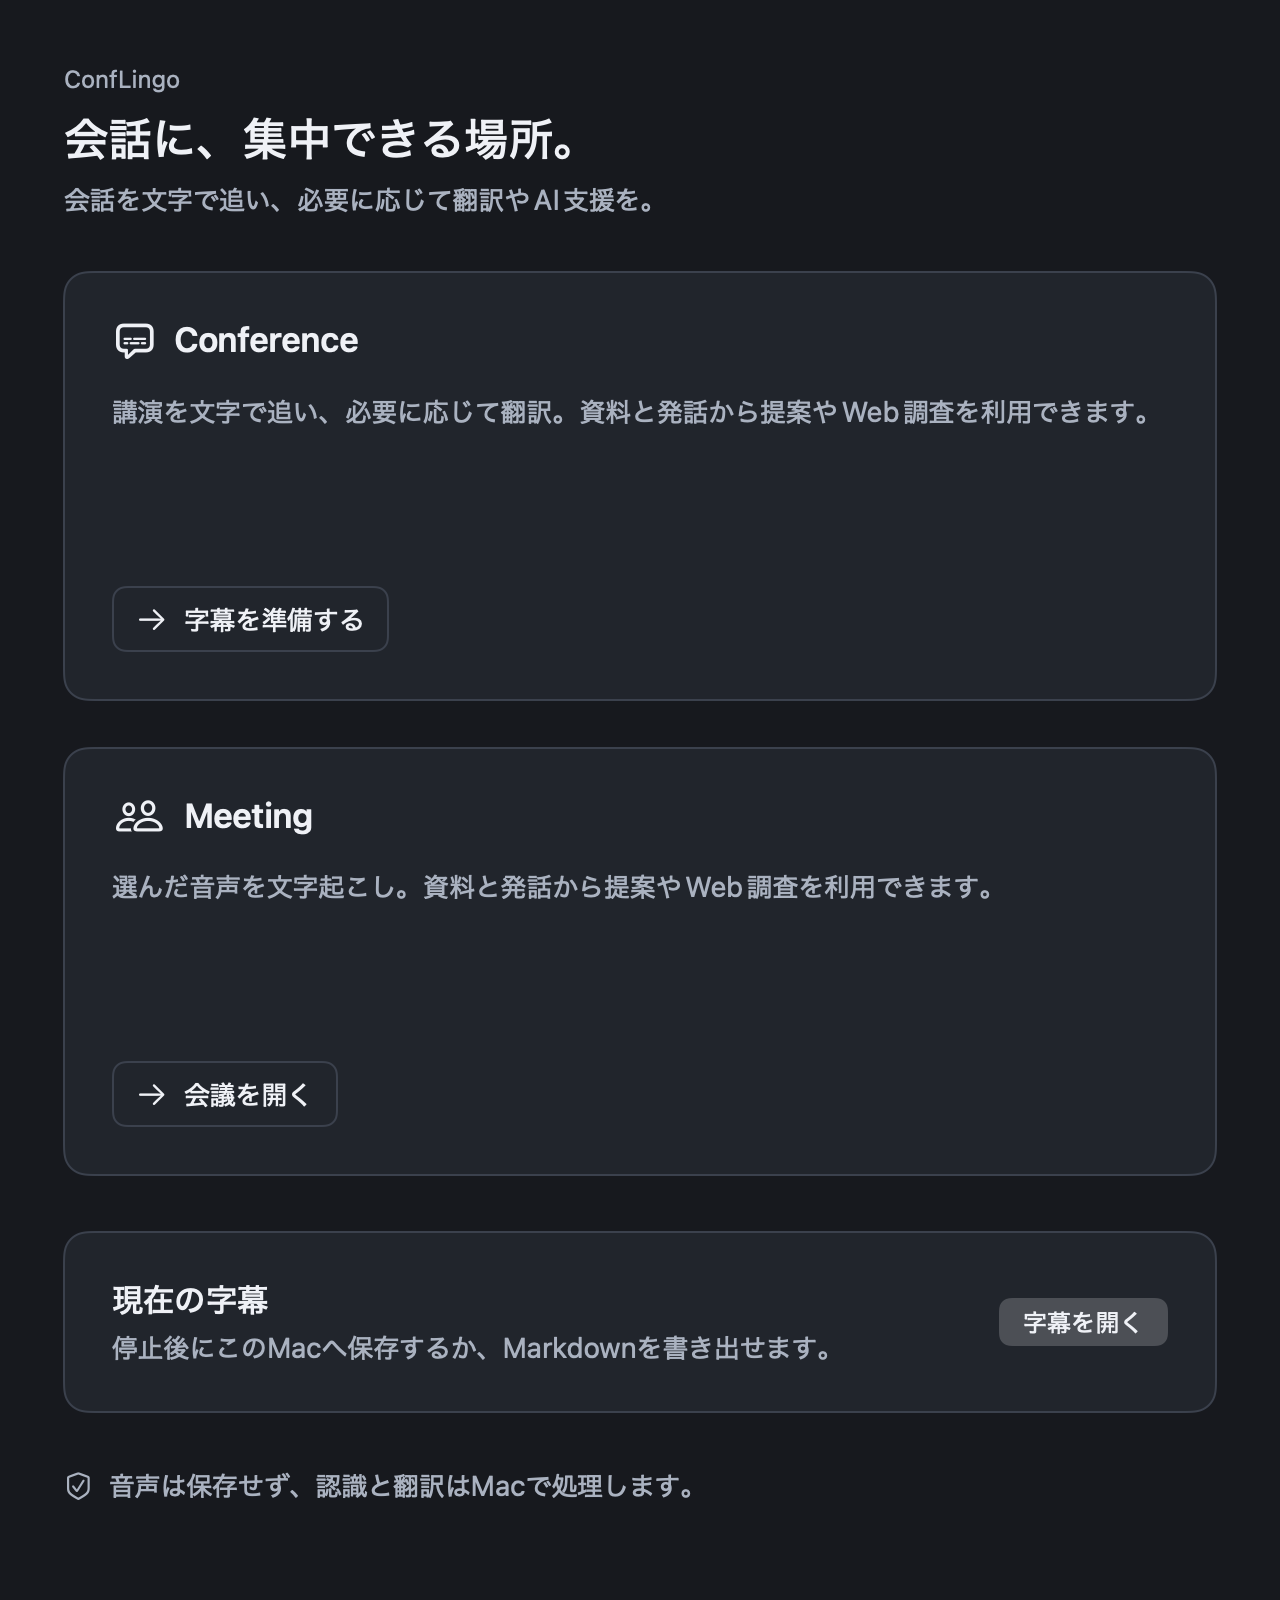 ConfLingo
会話に、集中できる場所。
会話を文字で追い、必要に応じて翻訳やAI支援を。
Conference
講演を文字で追い、必要に応じて翻訳。資料と発話から提案やWeb調査を利用できます。
字幕を準備する
Meeting
選んだ音声を文字起こし。資料と発話から提案やWeb調査を利用できます。
会議を開く
現在の字幕
停止後にこのMacへ保存するか、Markdownを書き出せます。
字幕を開く
音声は保存せず、認識と翻訳はMacで処理します。